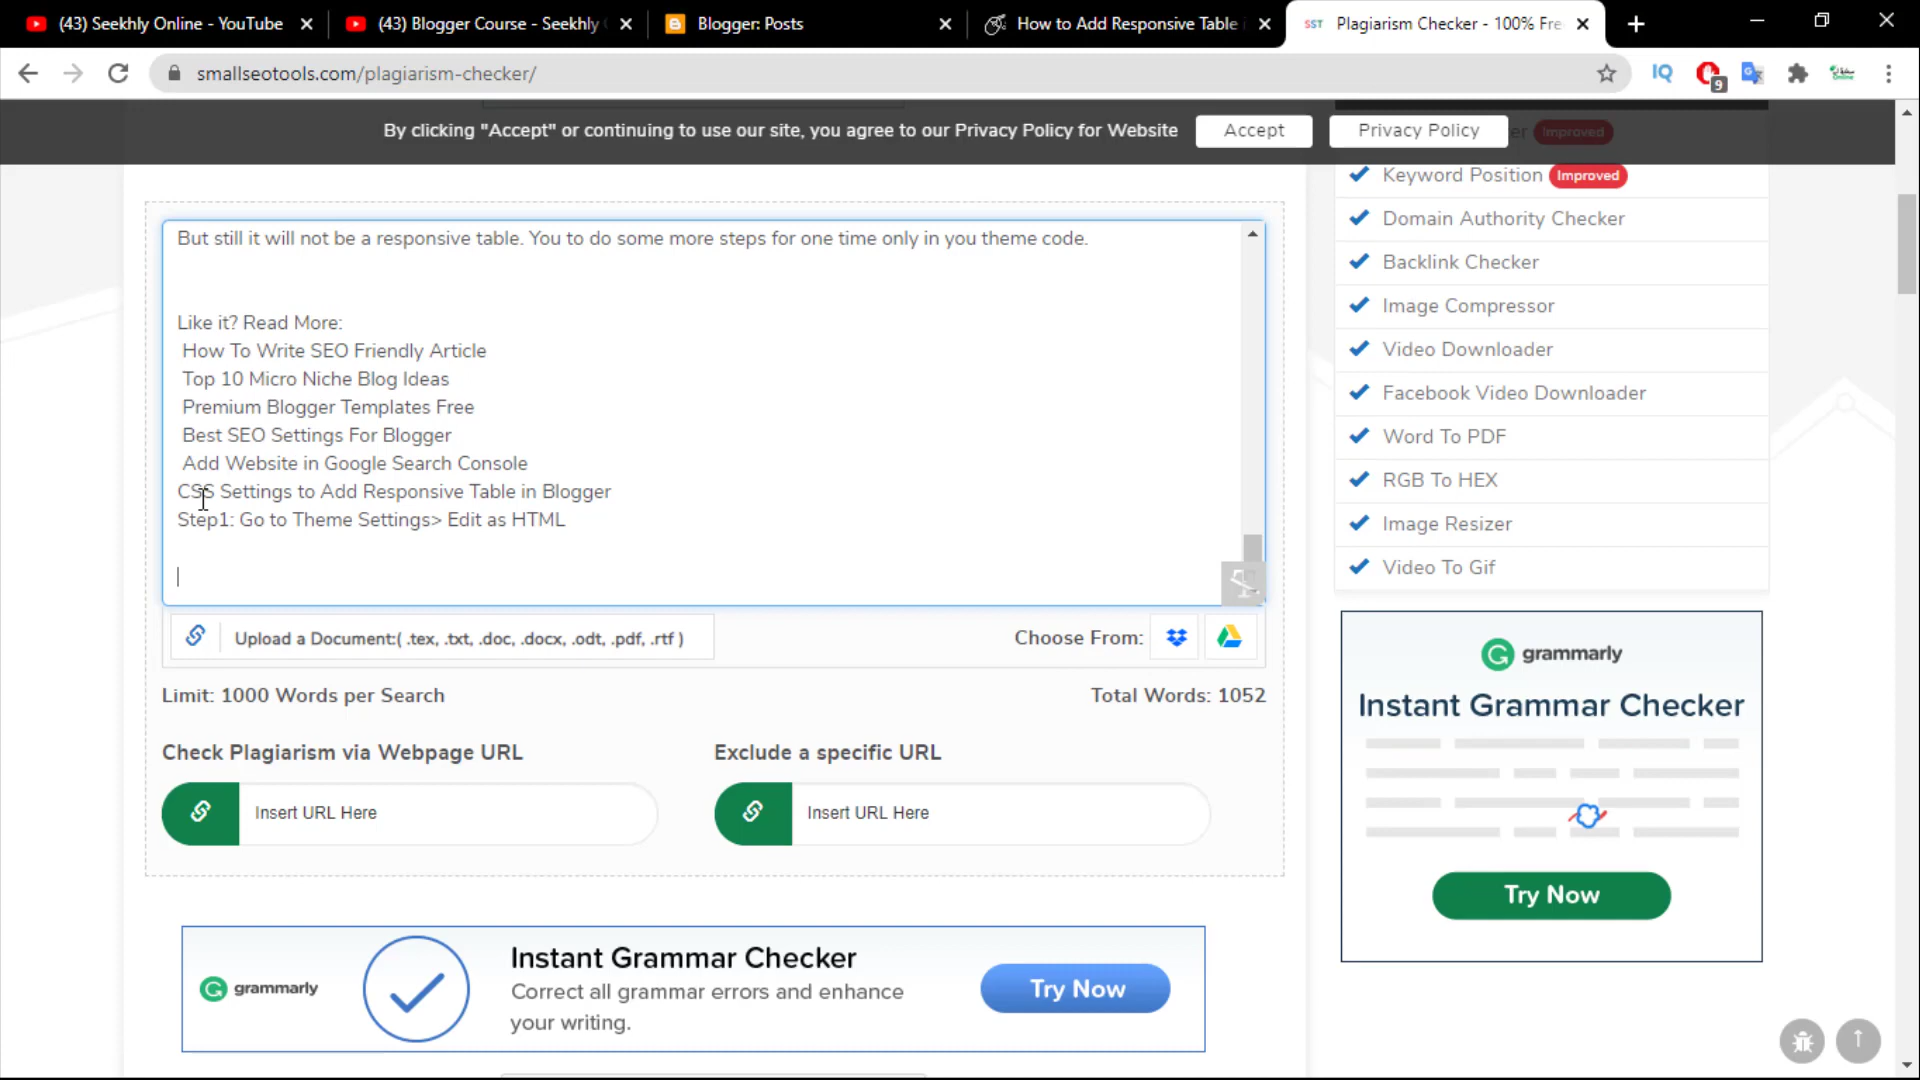 (43) Seekhly Online - YouTube
(43) Blogger Course - Seekhly
Blogger: Posts
How to Add Responsive Table
SST Plagiarism Checker - 100% Fre
smallseotools.com/plagiarism-checker/
IQ
9
By clicking "Accept" or continuing to use our site, you agree to our Privacy Policy for Website
Accept
Privacy Policy
Improved
Keyword Position Improved
Domain Authority Checker
Backlink Checker
Image Compressor
Video Downloader
Facebook Video Downloader
Word To PDF
RGB To HEX
Image Resizer
Video To Gif
But still it will not be a responsive table. You to do some more steps for one time only in you theme code.
Like it? Read More:
How To Write SEO Friendly Article
Top 10 Micro Niche Blog Ideas
Premium Blogger Templates Free
Best SEO Settings For Blogger
Add Website in Google Search Console
CSS Settings to Add Responsive Table in Blogger
Step1: Go to Theme Settings> Edit as HTML
Upload a Document:( .tex, .txt, .doc, .docx, .odt, .pdf, .rtf )
Choose From:
Limit: 1000 Words per Search
Total Words: 1052
Check Plagiarism via Webpage URL
Exclude a specific URL
Insert URL Here
Insert URL Here
grammarly
Instant Grammar Checker
Try Now
grammarly
Instant Grammar Checker
Correct all grammar errors and enhance
your writing.
Try Now